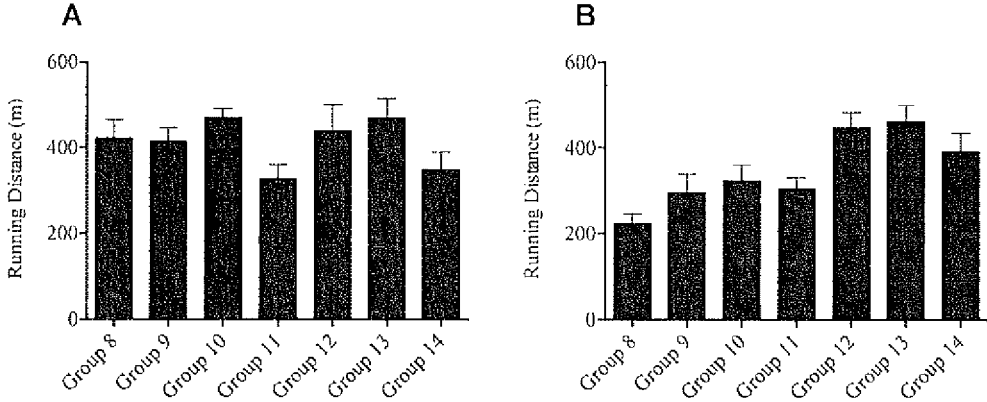 A
Running Distance (m)
600
400
200
0
Group 8
Group 9
Group 10
Group 11
Group 12
Group 13
Group 14
B
Running Distance (m)
600
400
200
0
Group 8
Group 9
Group 10
Group 11
Group 12
Group 13
Group 14